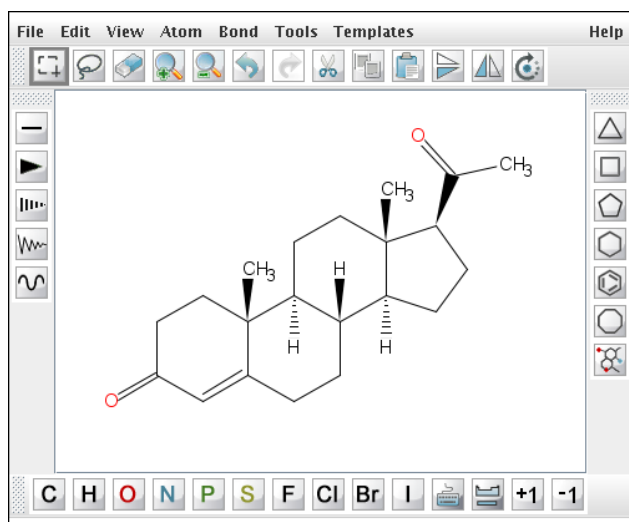 File Edit View Atom Bond Tools Templates Help
O
CH3
CH3
CH3
H
H
H
O
C H O N P S F Cl Br I +1 -1